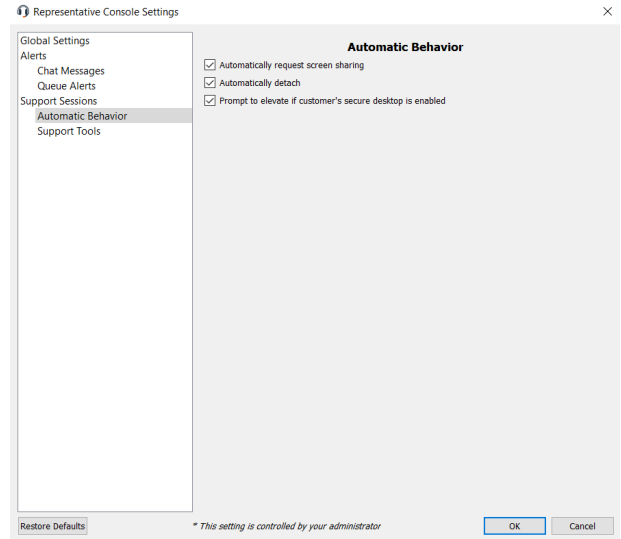 Representative Console Settings
Global Settings
Alerts
Chat Messages
Queue Alerts
Support Sessions
Automatic Behavior
Support Tools
Automatic Behavior
Automatically request screen sharing
Automatically detach
Prompt to elevate if customer's secure desktop is enabled
Restore Defaults
* This setting is controlled by your administrator
OK
Cancel